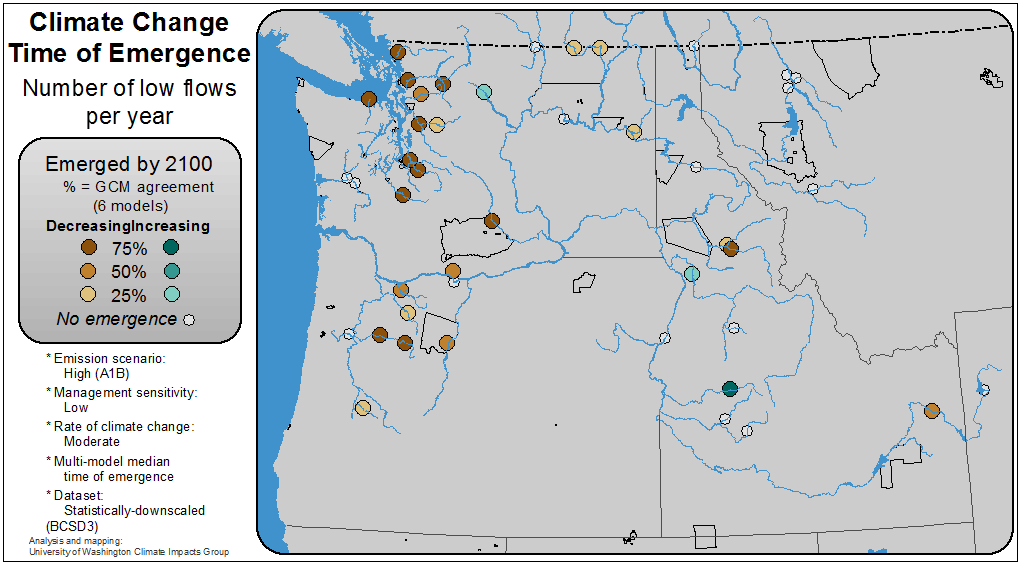 Climate Change
Time of Emergence
Number of low flows
per year
Emerged by 2100
% = GCM agreement
(6 models)
DecreasingIncreasing
75%
50%
25%
No emergence
* Emission scenario:
High (A1B)
* Management sensitivity:
Low
* Rate of climate change:
Moderate
* Multi-model median
time of emergence
* Dataset:
Statistically-downscaled
(BCSD3)
Analysis and mapping:
University of Washington Climate Impacts Group